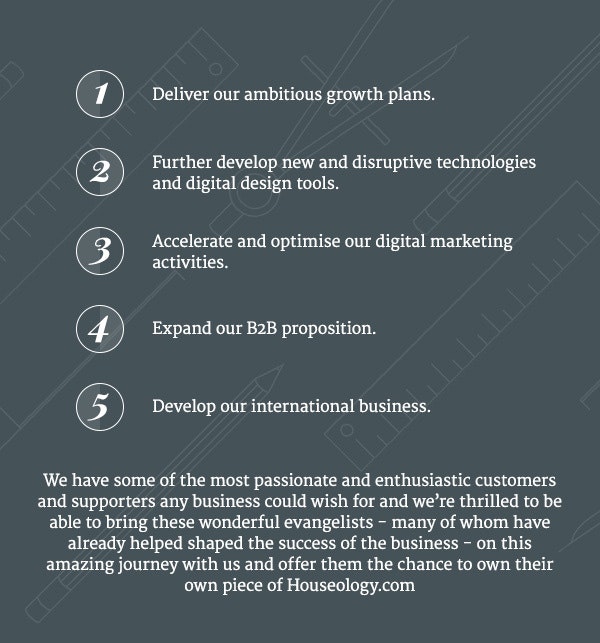 1 Deliver our ambitious growth plans.
2 Further develop new and disruptive technologies
and digital design tools.
3 Accelerate and optimise our digital marketing
activities.
4 Expand our B2B proposition.
5 Develop our international business.
We have some of the most passionate and enthusiastic customers
and supporters any business could wish for and we're thrilled to be
able to bring these wonderful evangelists – many of whom have
already helped shaped the success of the business – on this
amazing journey with us and offer them the chance to own their
own piece of Houseology.com